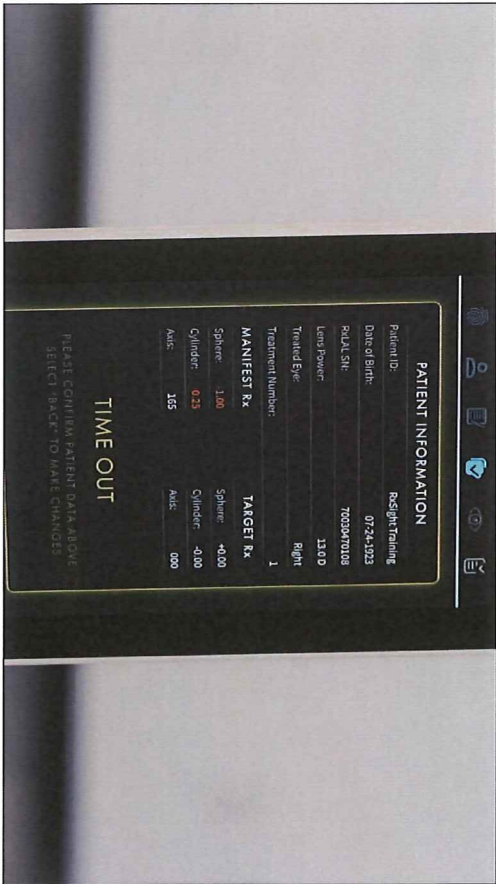 PATIENT INFORMATION
Patient ID: RxSight Training
Date of Birth: 07-24-1923
RxLAL SN: 70030470108
Lens Power: 13.0 D
Treated Eye: Right
Treatment Number: 1
MANIFEST Rx TARGET Rx
Sphere: 1.00 Sphere: +0.00
Cylinder: 0.25 Cylinder: -0.00
Axis: 165 Axis: 000
TIME OUT
PLEASE CONFIRM PATIENT DATA ABOVE
SELECT "BACK" TO MAKE CHANGES